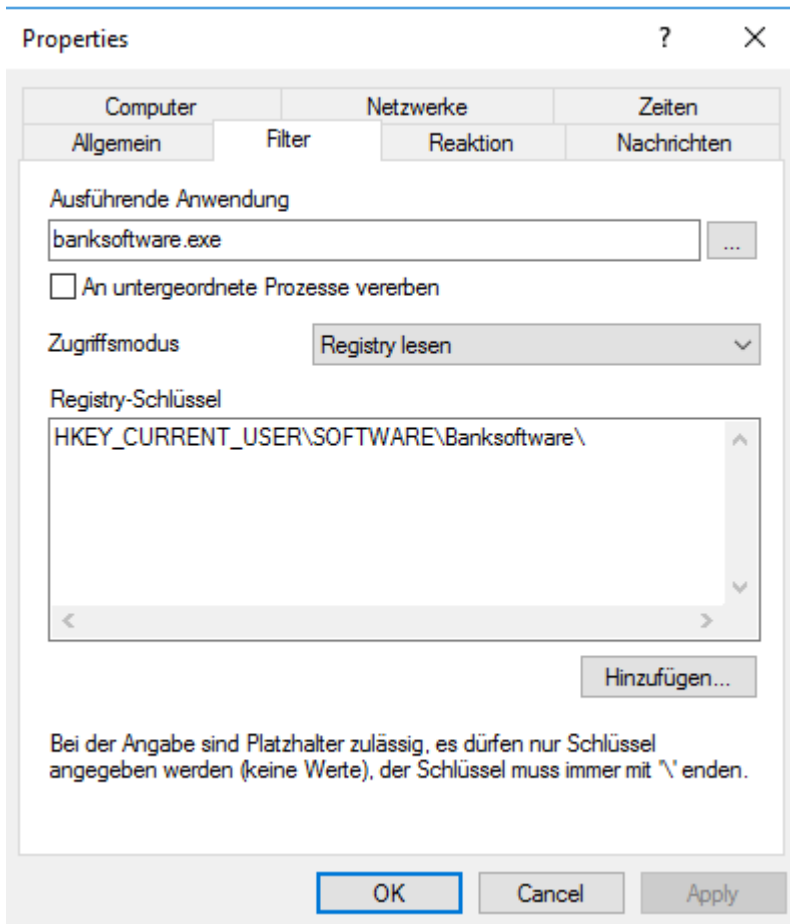 Properties
?
Computer
Netzwerke
Zeiten
Allgemein
Filter
Reaktion
Nachrichten
Ausführende Anwendung
banksoftware.exe
...
An untergeordnete Prozesse vererben
Zugriffsmodus
Registry lesen
Registry-Schlüssel
HKEY_CURRENT_USER\SOFTWARE\Banksoftware\
Hinzufügen...
Bei der Angabe sind Platzhalter zulässig, es dürfen nur Schlüssel
angegeben werden (keine Werte), der Schlüssel muss immer mit '\' enden.
OK
Cancel
Apply